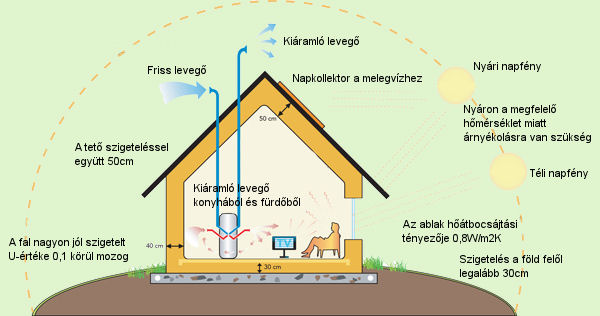 Kiáramló levegő
Friss levegő
Napkollektor a melegvízhez
Nyári napfény
50 cm
Nyáron a megfelelő
hőmérséklet miatt
árnyékolásra van szükség
A tető szigeteléssel
együtt 50cm
Téli napfény
Kiáramló levegő
konyhából és fürdőből
Az ablak hőátbocsájtási
tényezője 0,8W/m2K
A fal nagyon jól szigetelt
U-értéke 0,1 körül mozog
40 cm
TV
Szigetelés a föld felől
legalább 30cm
30 cm